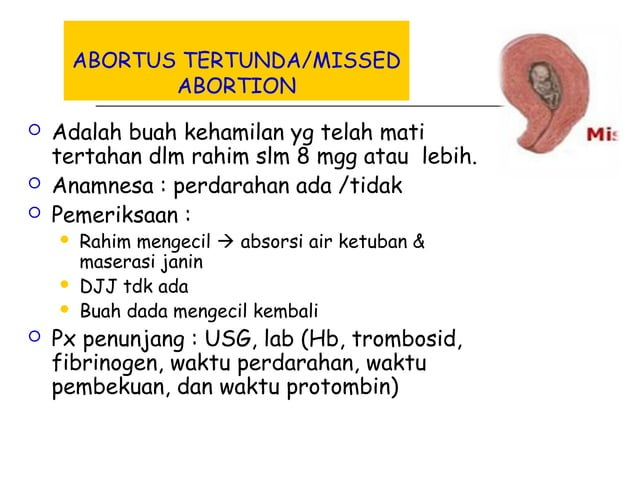 ABORTUS TERTUNDA/MISSED
ABORTION
Mis
Adalah buah kehamilan yg telah mati
tertahan dlm rahim slm 8 mgg atau lebih.
Anamnesa : perdarahan ada /tidak
Pemeriksaan :
Rahim mengecil → absorsi air ketuban &
maserasi janin
DJJ tdk ada
Buah dada mengecil kembali
Px penunjang : USG, lab (Hb, trombosid,
fibrinogen, waktu perdarahan, waktu
pembekuan, dan waktu protombin)